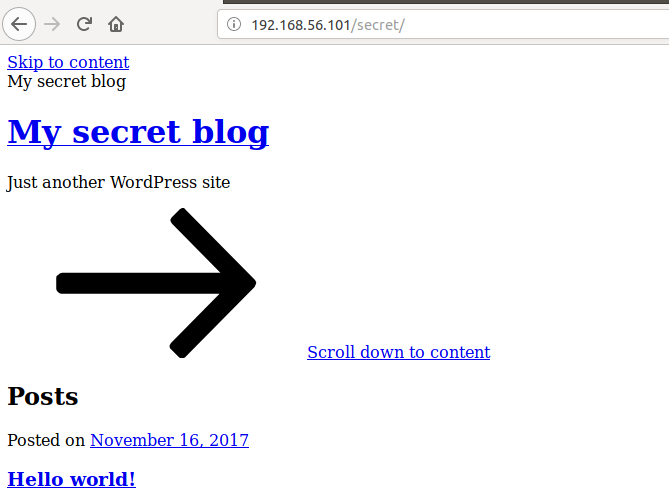 192.168.56.101/secret/
Skip to content
My secret blog
My secret blog
Just another WordPress site
Scroll down to content
Posts
Posted on November 16, 2017
Hello world!